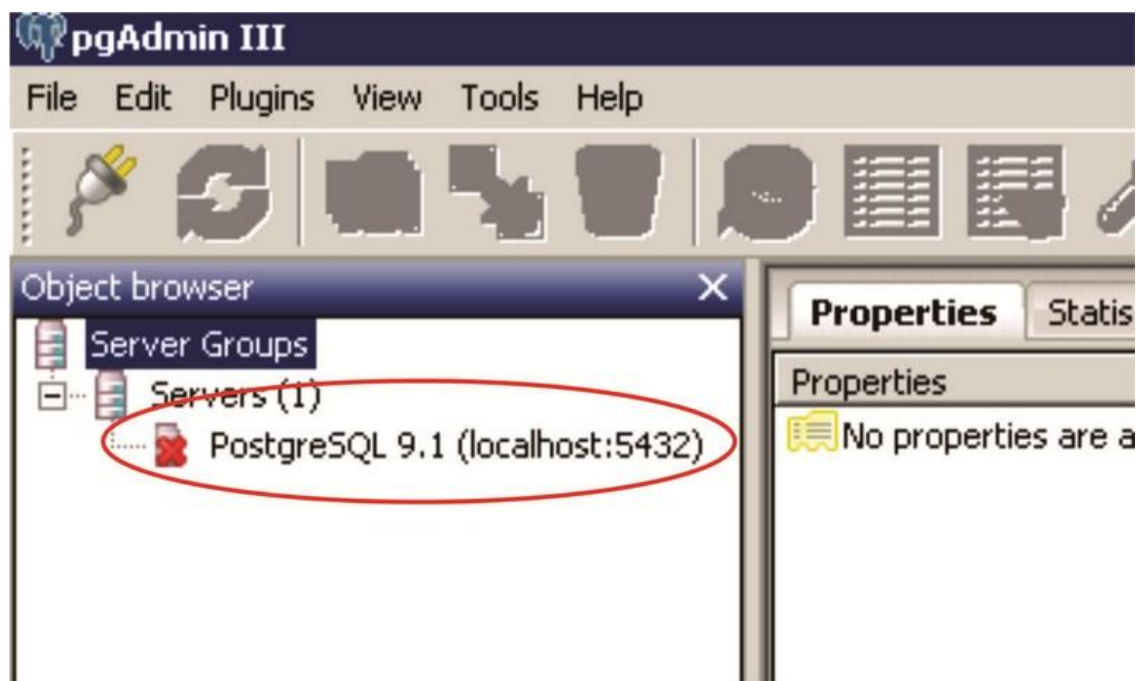 pgAdmin III
File Edit Plugins View Tools Help
Object browser
Server Groups
Servers (1)
PostgreSQL 9.1 (localhost:5432)
Properties Statis
Properties
No properties are a